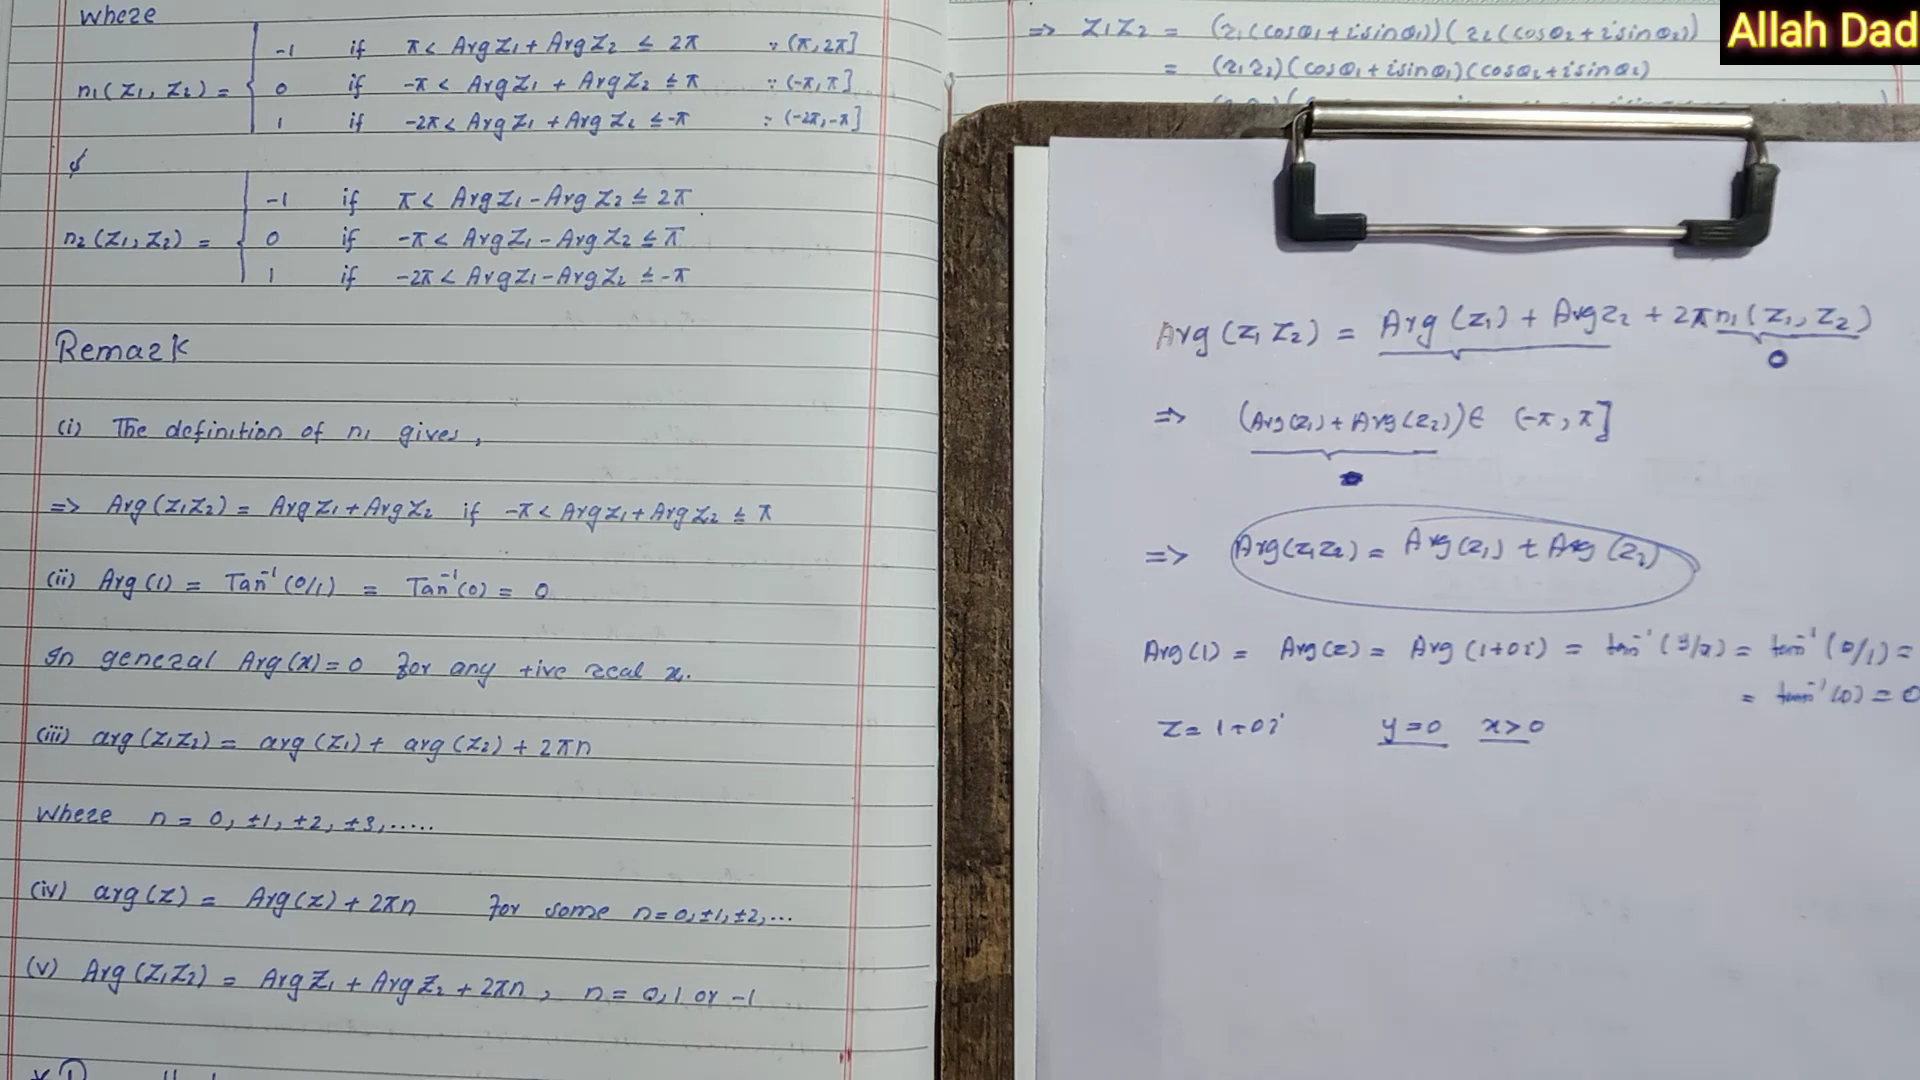 where
n₁(Z₁, Z₂) = { -1 if π < Arg Z₁ + Arg Z₂ ≤ 2π ∵ (π, 2π]
0 if -π < Arg Z₁ + Arg Z₂ ≤ π ∵ (-π, π]
1 if -2π < Arg Z₁ + Arg Z₂ ≤ -π : (-2π, -π]
&
n₂(Z₁, Z₂) = { -1 if π < Arg Z₁ - Arg Z₂ ≤ 2π
0 if -π < Arg Z₁ - Arg Z₂ ≤ π
1 if -2π < Arg Z₁ - Arg Z₂ ≤ -π
Remark
(i) The definition of n₁ gives,
=> Arg(Z₁Z₂) = Arg Z₁ + Arg Z₂ if -π < Arg Z₁ + Arg Z₂ ≤ π
(ii) Arg(1) = Tan⁻¹(0/1) = Tan⁻¹(0) = 0
In general Arg(x) = 0 for any +ive real x.
(iii) arg(Z₁Z₂) = arg(Z₁) + arg(Z₂) + 2πn
where n = 0, ±1, ±2, ±3, .....
(iv) arg(Z) = Arg(Z) + 2πn for some n = 0, ±1, ±2, ...
(v) Arg(Z₁Z₂) = Arg Z₁ + Arg Z₂ + 2πn, n = 0, 1 or -1
=> Z₁Z₂ = (r₁(cosθ₁ + isinθ₁))(r₂(cosθ₂ + isinθ₂))
= (r₁r₂)(cosθ₁ + isinθ₁)(cosθ₂ + isinθ₂)
Allah Dad
Arg(Z₁Z₂) = Arg(Z₁) + Arg Z₂ + 2πn₁(Z₁, Z₂)
0
=> (Arg(Z₁) + Arg(Z₂)) ∈ (-π, π]
=> Arg(Z₁Z₂) = Arg(Z₁) + Arg(Z₂)
Arg(1) = Arg(Z) = Arg(1+0i) = tan⁻¹(y/x) = tan⁻¹(0/1) =
= tan⁻¹(0) = 0
Z = 1+0i y=0 x>0